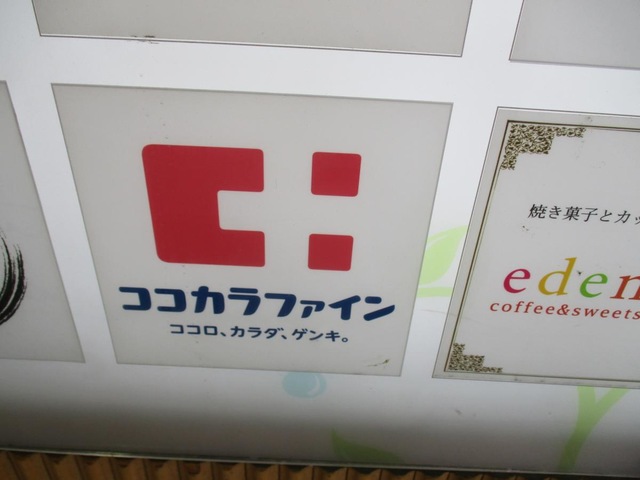 ココカラファイン
ココロ、カラダ、ゲンキ。
焼き菓子とカッ
eden
coffee&sweets